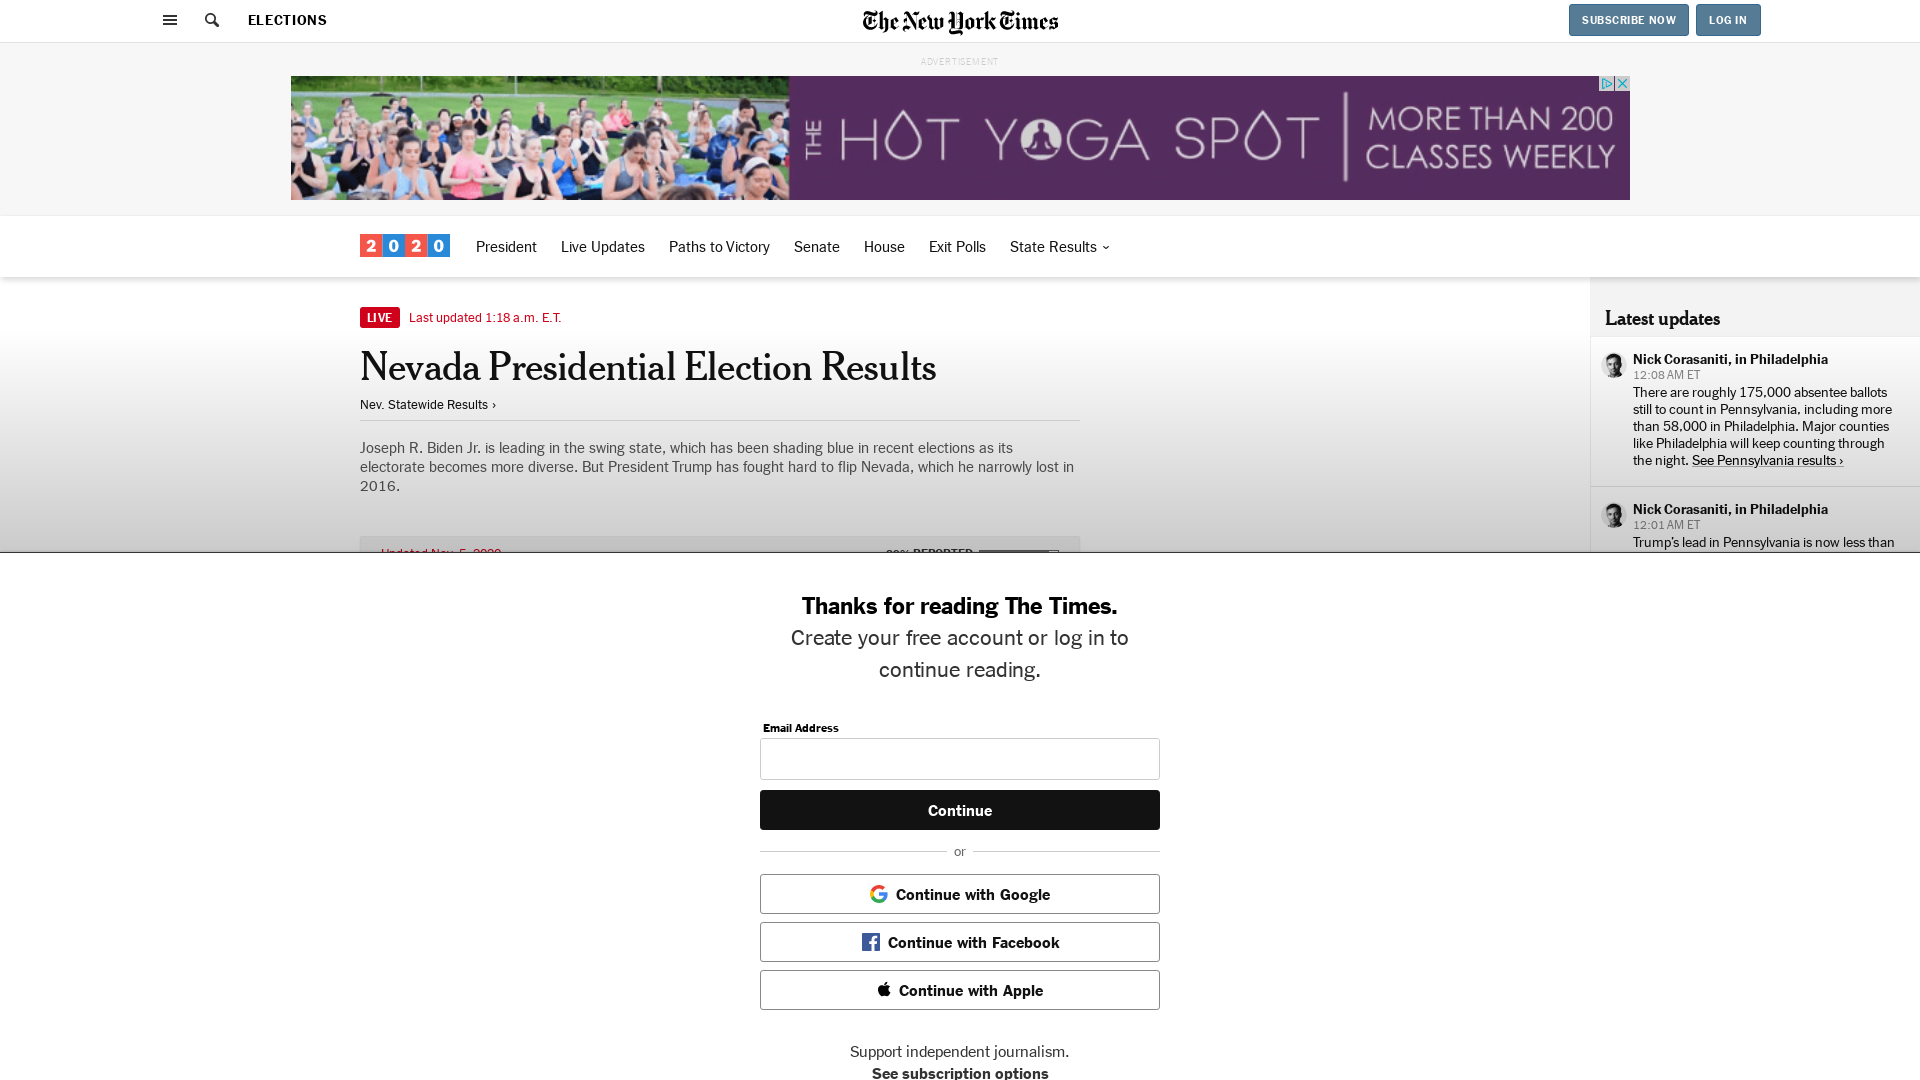 ELECTIONS
The New York Times
SUBSCRIBE NOW
LOG IN
ADVERTISEMENT
THE HOT YOGA SPOT
MORE THAN 200
CLASSES WEEKLY
2020
President
Live Updates
Paths to Victory
Senate
House
Exit Polls
State Results
LIVE Last updated 1:18 a.m. E.T.
Nevada Presidential Election Results
Nev. Statewide Results ›
Joseph R. Biden Jr. is leading in the swing state, which has been shading blue in recent elections as its
electorate becomes more diverse. But President Trump has fought hard to flip Nevada, which he narrowly lost in
2016.
Updated Nov. 5, 2020
REPORTED
Latest updates
Nick Corasaniti, in Philadelphia
12:08 AM ET
There are roughly 175,000 absentee ballots
still to count in Pennsylvania, including more
than 58,000 in Philadelphia. Major counties
like Philadelphia will keep counting through
the night. See Pennsylvania results ›
Nick Corasaniti, in Philadelphia
12:01 AM ET
Trump's lead in Pennsylvania is now less than
Thanks for reading The Times.
Create your free account or log in to
continue reading.
Email Address
Continue
or
Continue with Google
Continue with Facebook
Continue with Apple
Support independent journalism.
See subscription options